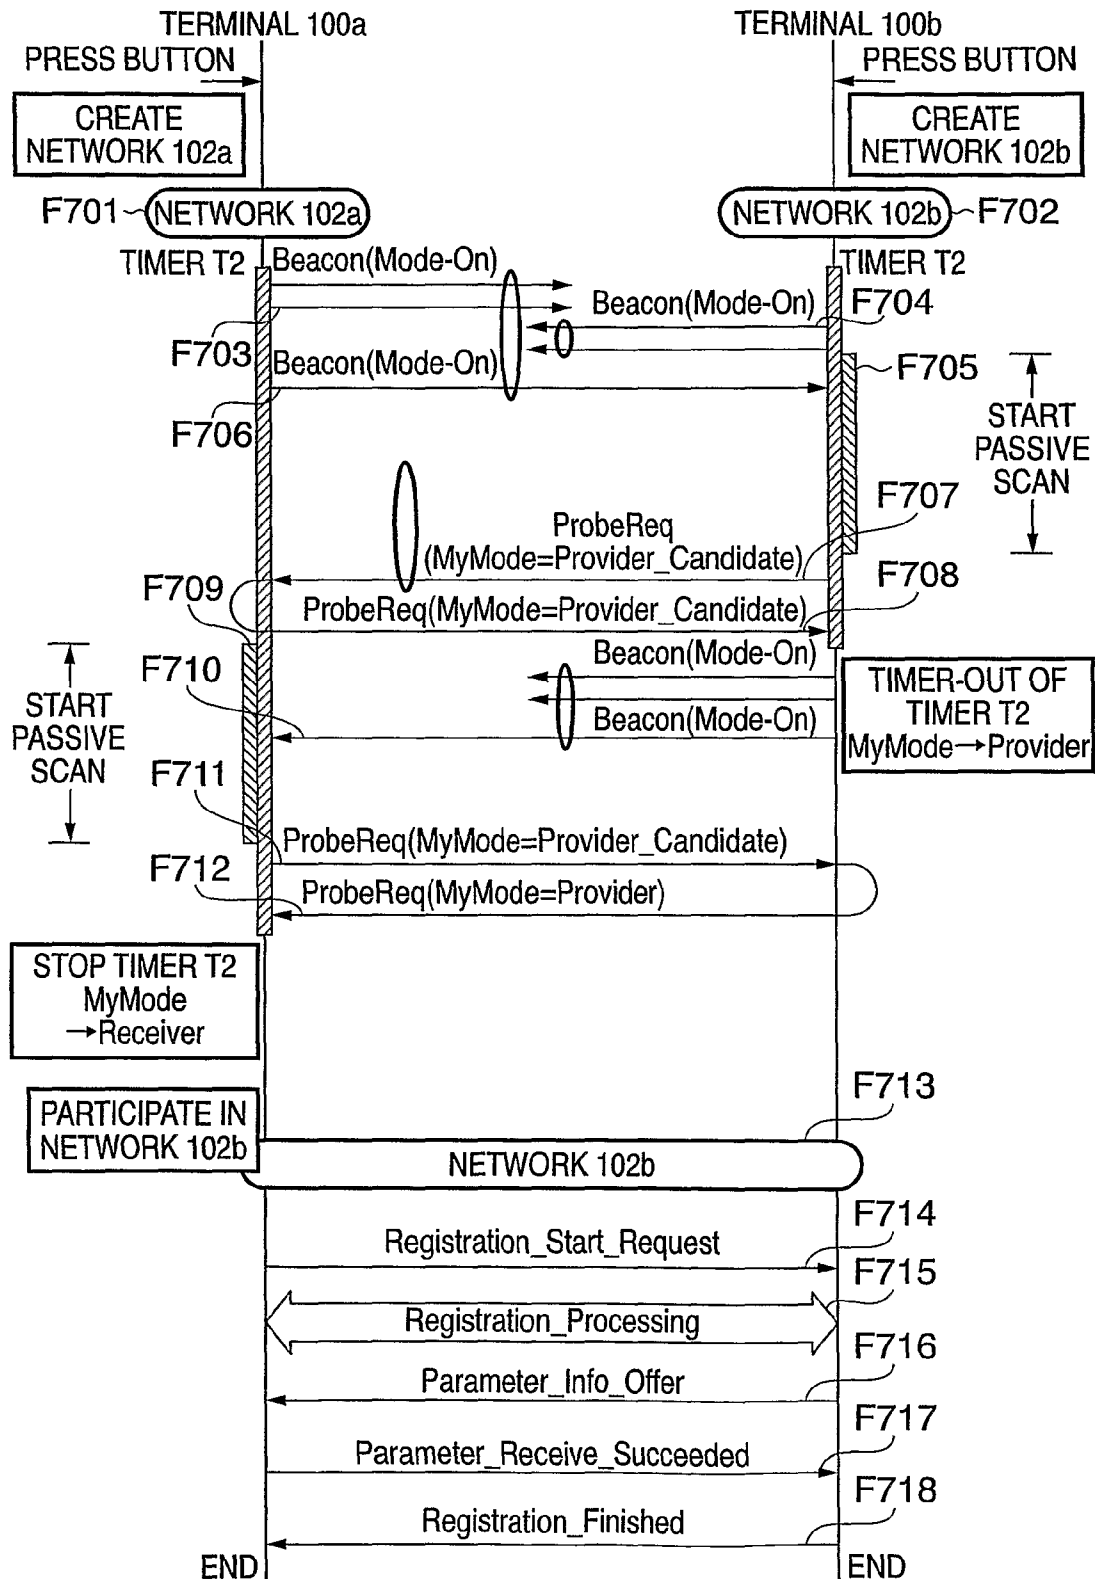 TERMINAL 100a
TERMINAL 100b
PRESS BUTTON
PRESS BUTTON
CREATE
NETWORK 102a
CREATE
NETWORK 102b
F701
NETWORK 102a
NETWORK 102b
F702
TIMER T2
Beacon(Mode-On)
TIMER T2
Beacon(Mode-On)
F704
F703
Beacon(Mode-On)
F705
F706
START
PASSIVE
SCAN
F707
ProbeReq
(MyMode=Provider_Candidate)
F708
F709
ProbeReq(MyMode=Provider_Candidate)
Beacon(Mode-On)
F710
START
PASSIVE
SCAN
Beacon(Mode-On)
TIMER-OUT OF
TIMER T2
MyMode→Provider
F711
ProbeReq(MyMode=Provider_Candidate)
F712
ProbeReq(MyMode=Provider)
STOP TIMER T2
MyMode
→Receiver
F713
PARTICIPATE IN
NETWORK 102b
NETWORK 102b
F714
Registration_Start_Request
F715
Registration_Processing
F716
Parameter_Info_Offer
F717
Parameter_Receive_Succeeded
F718
Registration_Finished
END
END